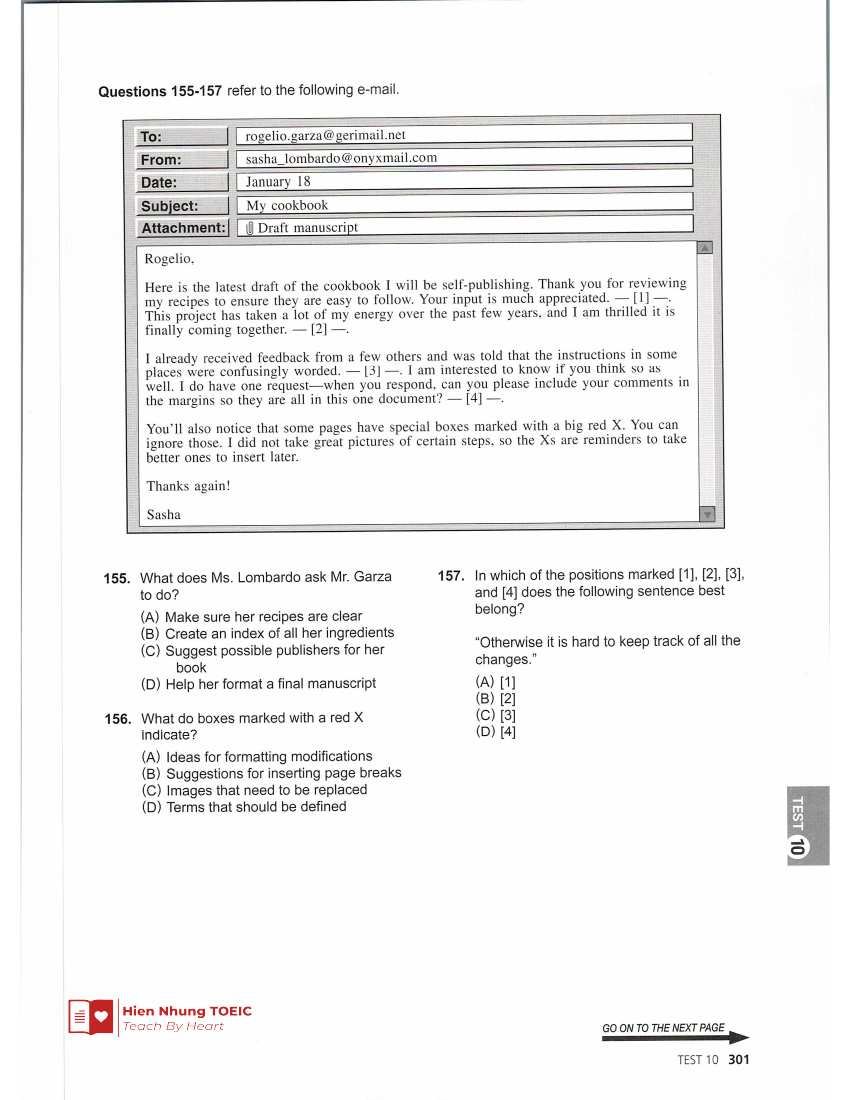 Questions 155-157 refer to the following e-mail.
To: rogelio.garza@gerimail.net
From: sasha_lombardo@onyxmail.com
Date: January 18
Subject: My cookbook
Attachment: Draft manuscript
Rogelio,
Here is the latest draft of the cookbook I will be self-publishing. Thank you for reviewing
my recipes to ensure they are easy to follow. Your input is much appreciated. — [1] —.
This project has taken a lot of my energy over the past few years, and I am thrilled it is
finally coming together. — [2] —.
I already received feedback from a few others and was told that the instructions in some
places were confusingly worded. — [3] —. I am interested to know if you think so as
well. I do have one request—when you respond, can you please include your comments in
the margins so they are all in this one document? — [4] —.
You'll also notice that some pages have special boxes marked with a big red X. You can
ignore those. I did not take great pictures of certain steps, so the Xs are reminders to take
better ones to insert later.
Thanks again!
Sasha
155. What does Ms. Lombardo ask Mr. Garza
to do?
(A) Make sure her recipes are clear
(B) Create an index of all her ingredients
(C) Suggest possible publishers for her
book
(D) Help her format a final manuscript
156. What do boxes marked with a red X
indicate?
(A) Ideas for formatting modifications
(B) Suggestions for inserting page breaks
(C) Images that need to be replaced
(D) Terms that should be defined
157. In which of the positions marked [1], [2], [3],
and [4] does the following sentence best
belong?
"Otherwise it is hard to keep track of all the
changes."
(A) [1]
(B) [2]
(C) [3]
(D) [4]
TEST 10
Hien Nhung TOEIC
Teach By Heart
GO ON TO THE NEXT PAGE
TEST 10 301